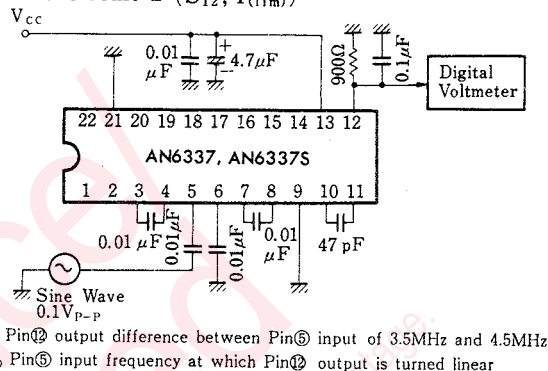 VCC
0.01
μF
4.7μF
900Ω
0.1μF
Digital
Voltmeter
22 21 20 19 18 17 16 15 14 13 12
AN6337, AN6337S
1 2 3 4 5 6 7 8 9 10 11
0.01 μF
0.01μF
0.01μF
0.01
μF
47 pF
Sine Wave
0.1VP-P
Pin⑫ output difference between Pin⑤ input of 3.5MHz and 4.5MHz
Pin⑤ input frequency at which Pin⑫ output is turned linear